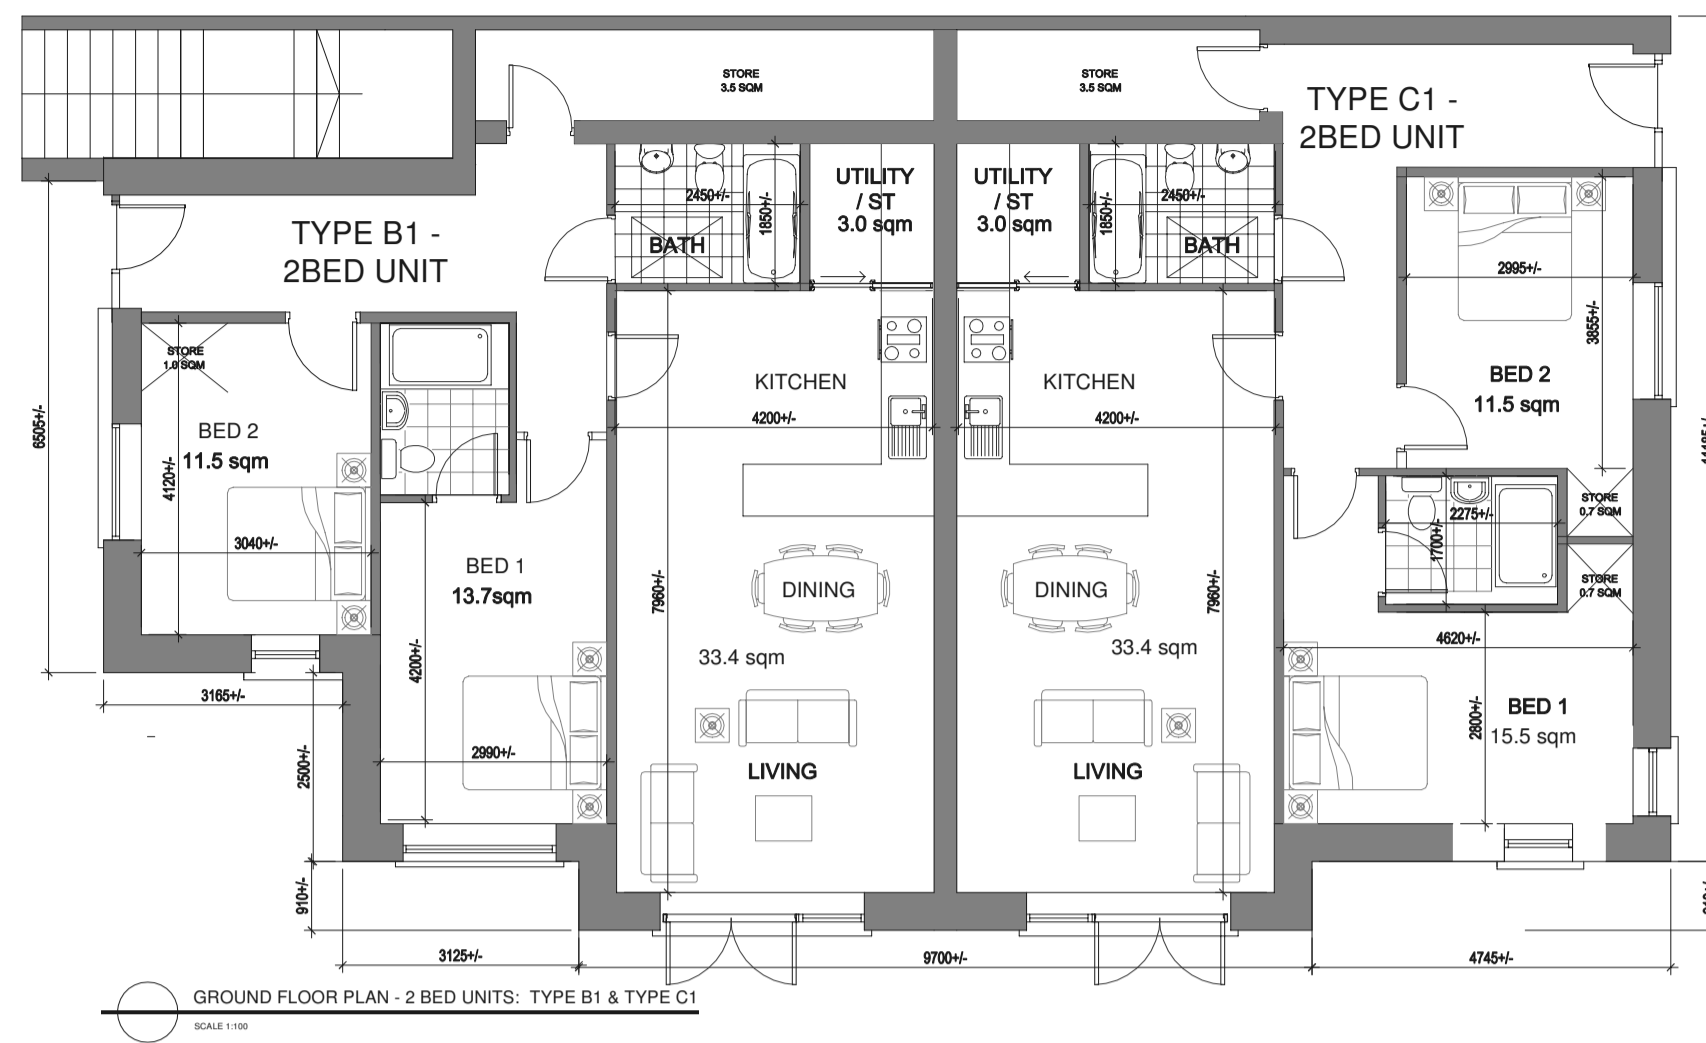 STORE
3.5 SQM
STORE
3.5 SQM
TYPE C1 -
2BED UNIT
UTILITY
/ ST
3.0 sqm
UTILITY
/ ST
3.0 sqm
2450+/-
1850+/-
BATH
1850+/-
2450+/-
BATH
TYPE B1 -
2BED UNIT
2995+/-
3855+/-
STORE
1.0 SQM
KITCHEN
4200+/-
KITCHEN
4200+/-
BED 2
11.5 sqm
6505+/-
BED 2
11.5 sqm
4120+/-
3040+/-
STORE
0.7 SQM
2275+/-
1700+/-
STORE
0.7 SQM
BED 1
13.7sqm
4200+/-
7960+/-
DINING
33.4 sqm
DINING
33.4 sqm
7960+/-
4620+/-
2800+/-
BED 1
15.5 sqm
3165+/-
2500+/-
2990+/-
LIVING
LIVING
910+/-
3125+/-
9700+/-
4745+/-
GROUND FLOOR PLAN - 2 BED UNITS: TYPE B1 & TYPE C1
SCALE 1:100